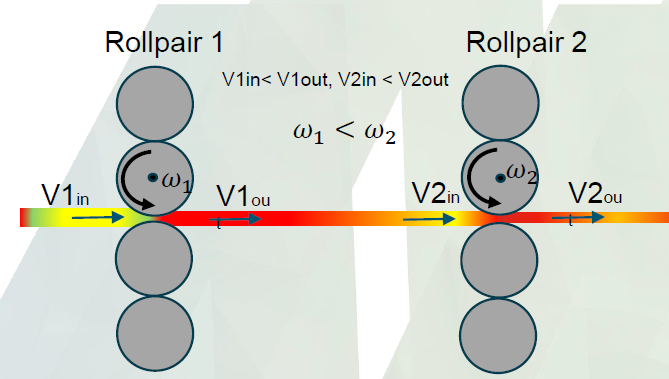 Rollpair 1
Rollpair 2
V1in< V1out, V2in < V2out
ω₁ < ω₂
ω₁
ω₂
V1in
V1ou
t
V2in
V2ou
t